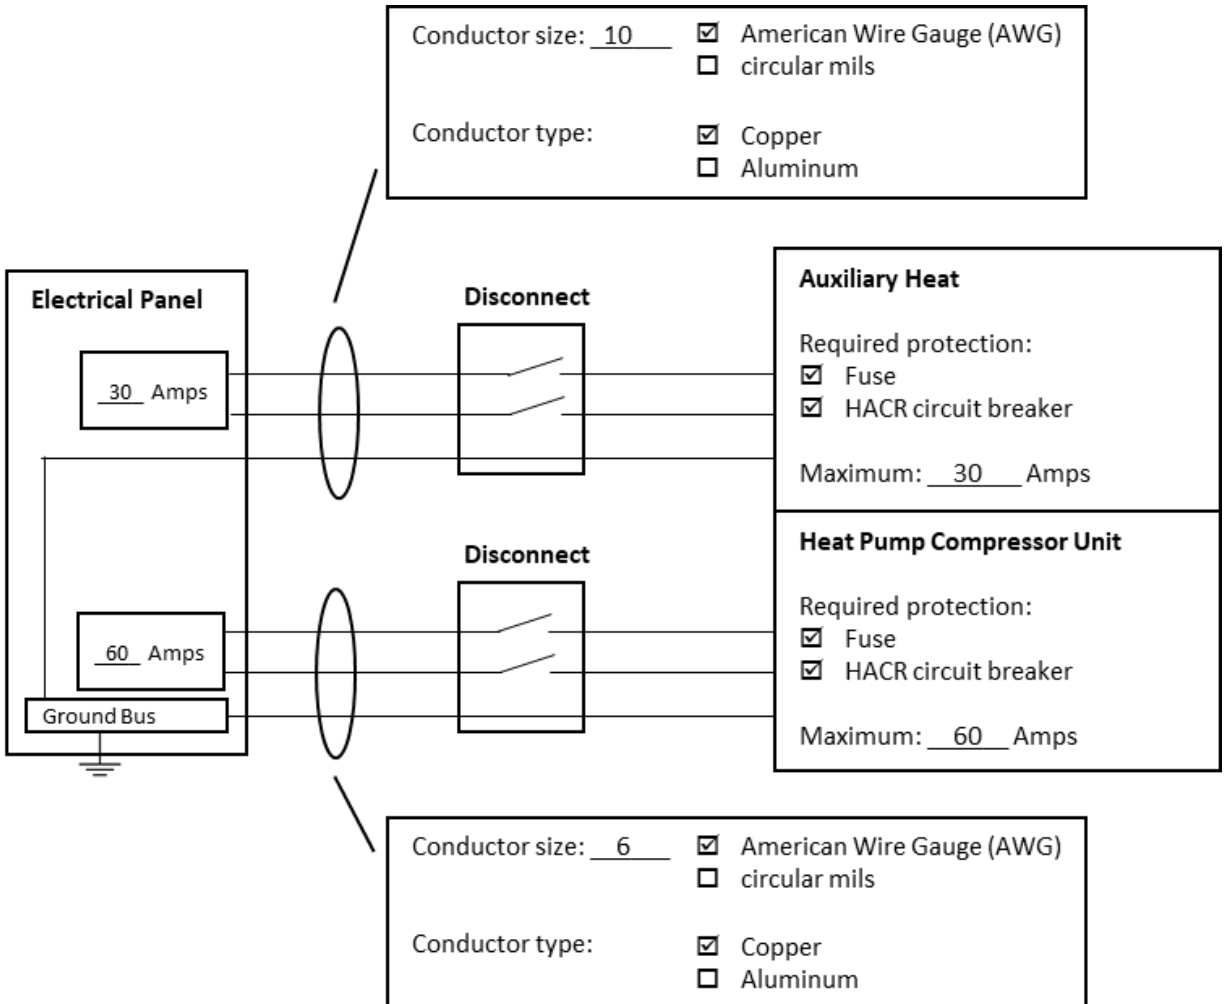 Conductor size: 10 ☑ American Wire Gauge (AWG)
☐ circular mils
Conductor type: ☑ Copper
☐ Aluminum
Electrical Panel
30 Amps
60 Amps
Ground Bus
Disconnect
Disconnect
Auxiliary Heat
Required protection:
☑ Fuse
☑ HACR circuit breaker
Maximum: 30 Amps
Heat Pump Compressor Unit
Required protection:
☑ Fuse
☑ HACR circuit breaker
Maximum: 60 Amps
Conductor size: 6 ☑ American Wire Gauge (AWG)
☐ circular mils
Conductor type: ☑ Copper
☐ Aluminum